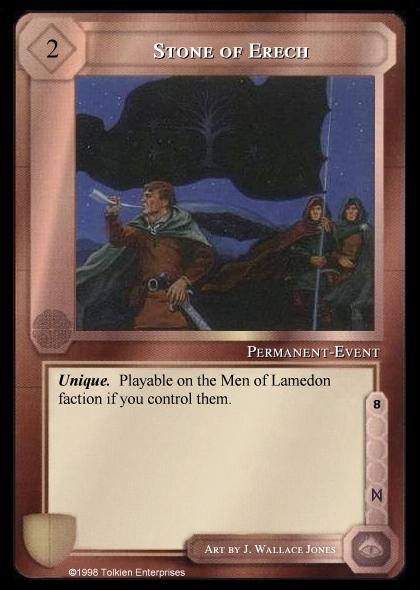 2
STONE OF ERECH
PERMANENT-EVENT
Unique. Playable on the Men of Lamedon
faction if you control them.
8
ART BY J. WALLACE JONES
©1998 Tolkien Enterprises